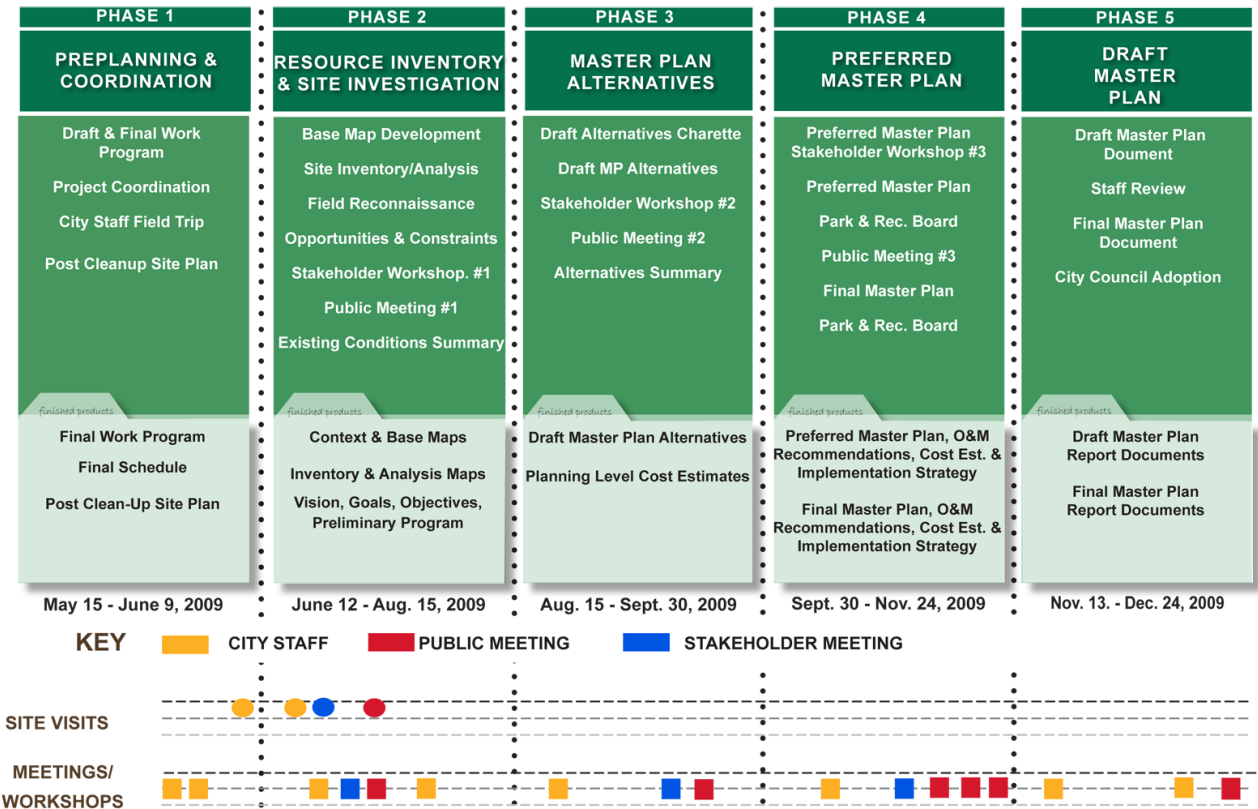 PHASE 1
PREPLANNING &
COORDINATION
Draft & Final Work
Program
Project Coordination
City Staff Field Trip
Post Cleanup Site Plan
finished products
Final Work Program
Final Schedule
Post Clean-Up Site Plan
May 15 - June 9, 2009
PHASE 2
RESOURCE INVENTORY
& SITE INVESTIGATION
Base Map Development
Site Inventory/Analysis
Field Reconnaissance
Opportunities & Constraints
Stakeholder Workshop. #1
Public Meeting #1
Existing Conditions Summary
finished products
Context & Base Maps
Inventory & Analysis Maps
Vision, Goals, Objectives,
Preliminary Program
June 12 - Aug. 15, 2009
PHASE 3
MASTER PLAN
ALTERNATIVES
Draft Alternatives Charette
Draft MP Alternatives
Stakeholder Workshop #2
Public Meeting #2
Alternatives Summary
finished products
Draft Master Plan Alternatives
Planning Level Cost Estimates
Aug. 15 - Sept. 30, 2009
PHASE 4
PREFERRED
MASTER PLAN
Preferred Master Plan
Stakeholder Workshop #3
Preferred Master Plan
Park & Rec. Board
Public Meeting #3
Final Master Plan
Park & Rec. Board
finished products
Preferred Master Plan, O&M
Recommendations, Cost Est. &
Implementation Strategy
Final Master Plan, O&M
Recommendations, Cost Est. &
Implementation Strategy
Sept. 30 - Nov. 24, 2009
PHASE 5
DRAFT
MASTER
PLAN
Draft Master Plan
Doument
Staff Review
Final Master Plan
Document
City Council Adoption
finished products
Draft Master Plan
Report Documents
Final Master Plan
Report Documents
Nov. 13. - Dec. 24, 2009
KEY
CITY STAFF
PUBLIC MEETING
STAKEHOLDER MEETING
SITE VISITS
MEETINGS/
WORKSHOPS